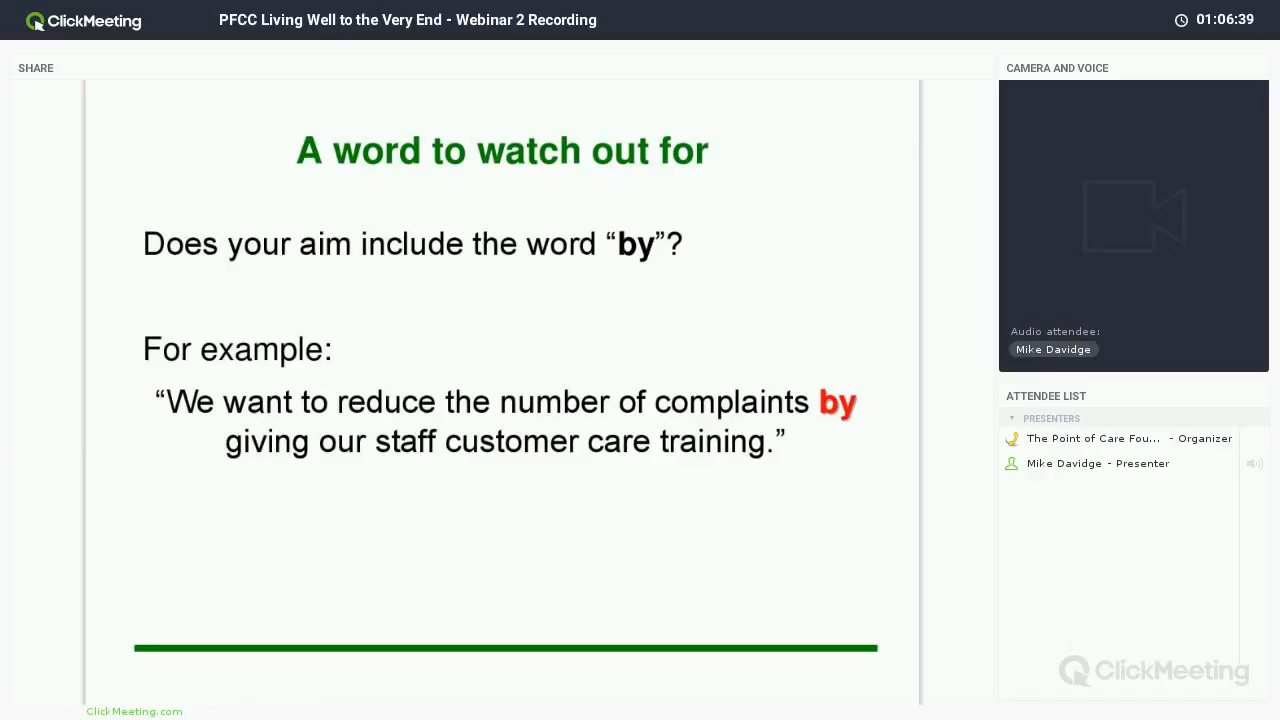 ClickMeeting
PFCC Living Well to the Very End - Webinar 2 Recording
01:06:39
SHARE
A word to watch out for
Does your aim include the word “by”?
For example:
“We want to reduce the number of complaints by
giving our staff customer care training.”
ClickMeeting.com
CAMERA AND VOICE
Audio attendee:
Mike Davidge
ATTENDEE LIST
PRESENTERS
The Point of Care Fou... - Organizer
Mike Davidge - Presenter
ClickMeeting